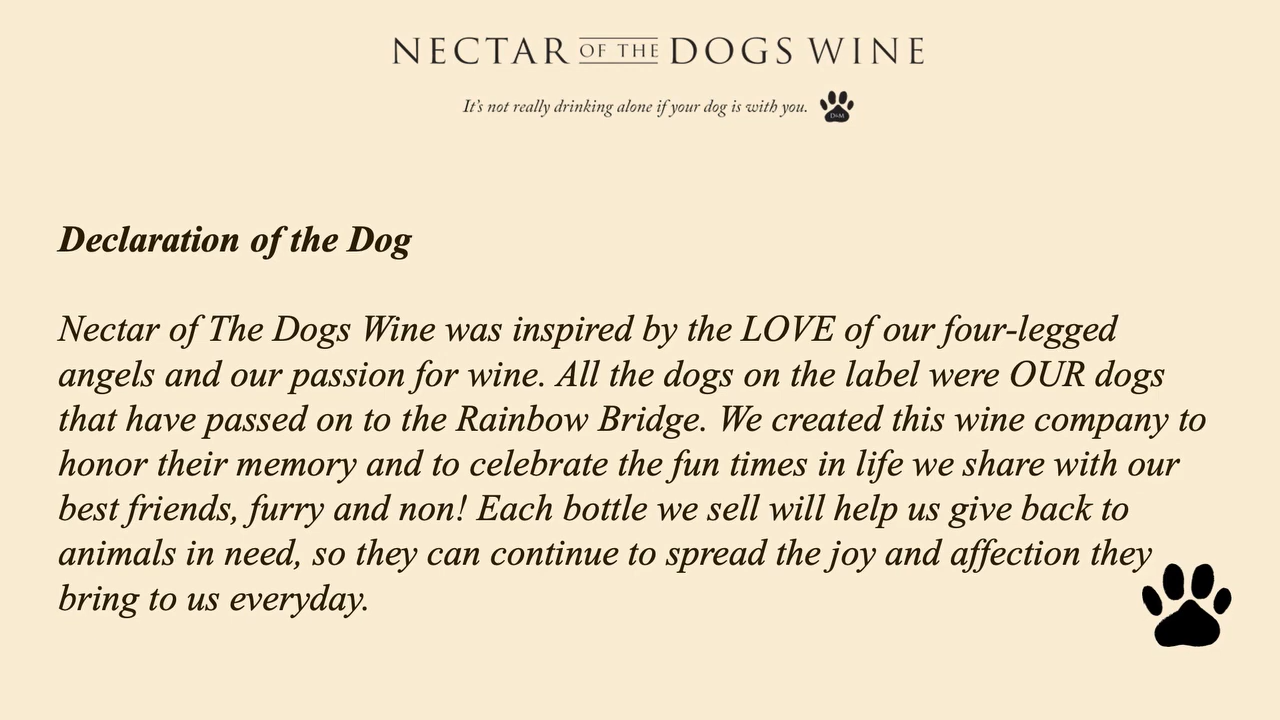 NECTAR OF THE DOGS WINE
It's not really drinking alone if your dog is with you.
D&M
Declaration of the Dog
Nectar of The Dogs Wine was inspired by the LOVE of our four-legged
angels and our passion for wine. All the dogs on the label were OUR dogs
that have passed on to the Rainbow Bridge. We created this wine company to
honor their memory and to celebrate the fun times in life we share with our
best friends, furry and non! Each bottle we sell will help us give back to
animals in need, so they can continue to spread the joy and affection they
bring to us everyday.